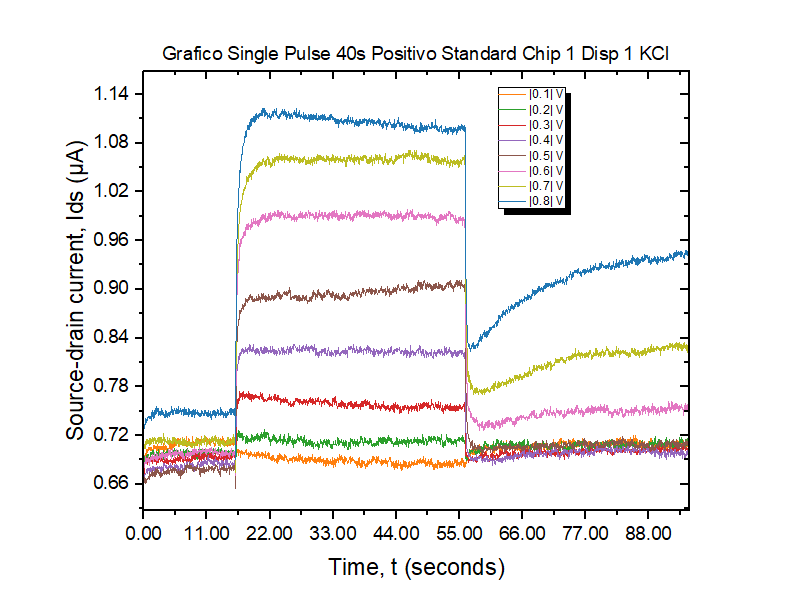 Grafico Single Pulse 40s Positivo Standard Chip 1 Disp 1 KCl
1.14
1.08
1.02
0.96
0.90
0.84
0.78
0.72
0.66
Source-drain current, Ids (µA)
|0.1| V
|0.2| V
|0.3| V
|0.4| V
|0.5| V
|0.6| V
|0.7| V
|0.8| V
0.00 11.00 22.00 33.00 44.00 55.00 66.00 77.00 88.00
Time, t (seconds)